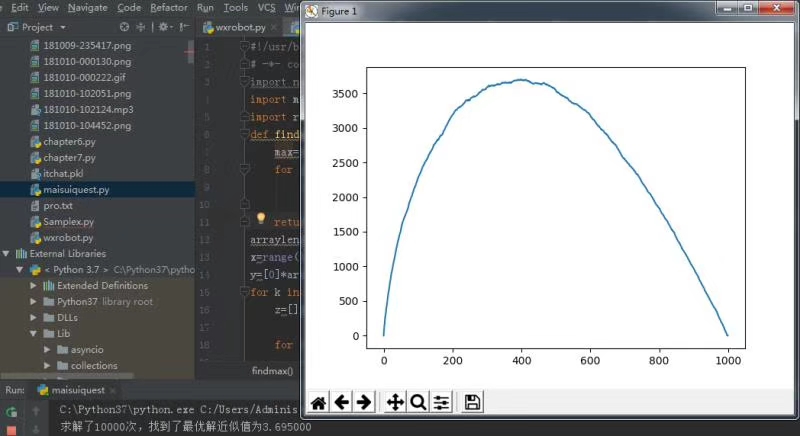 File Edit View Navigate Code Refactor Run Tools VCS Window Help
Project
181009-235417.png
181010-000130.png
181010-000222.gif
181010-102051.png
181010-102124.mp3
181010-104452.png
chapter6.py
chapter7.py
itchat.pkl
maisuiquest.py
pro.txt
Samplex.py
wxrobot.py
External Libraries
< Python 3.7 > C:\Python37\pytho
Extended Definitions
Python37 library root
DLLs
Lib
asyncio
collections
wxrobot.py
1 #!/usr/b
2 # -*- co
3 import n
4 import m
5 import r
6 def find
7 max=
8 for
9
10
11 retu
12 arraylen
13 x=range(
14 y=[0]*ar
15 for k in
16 z=[]
17
18 for
findmax()
Figure 1
3500
3000
2500
2000
1500
1000
500
0
0 200 400 600 800 1000
Run: maisuiquest
C:\Python37\python.exe C:/Users/Adminis
求解了10000次，找到了最优解近似值为3.695000